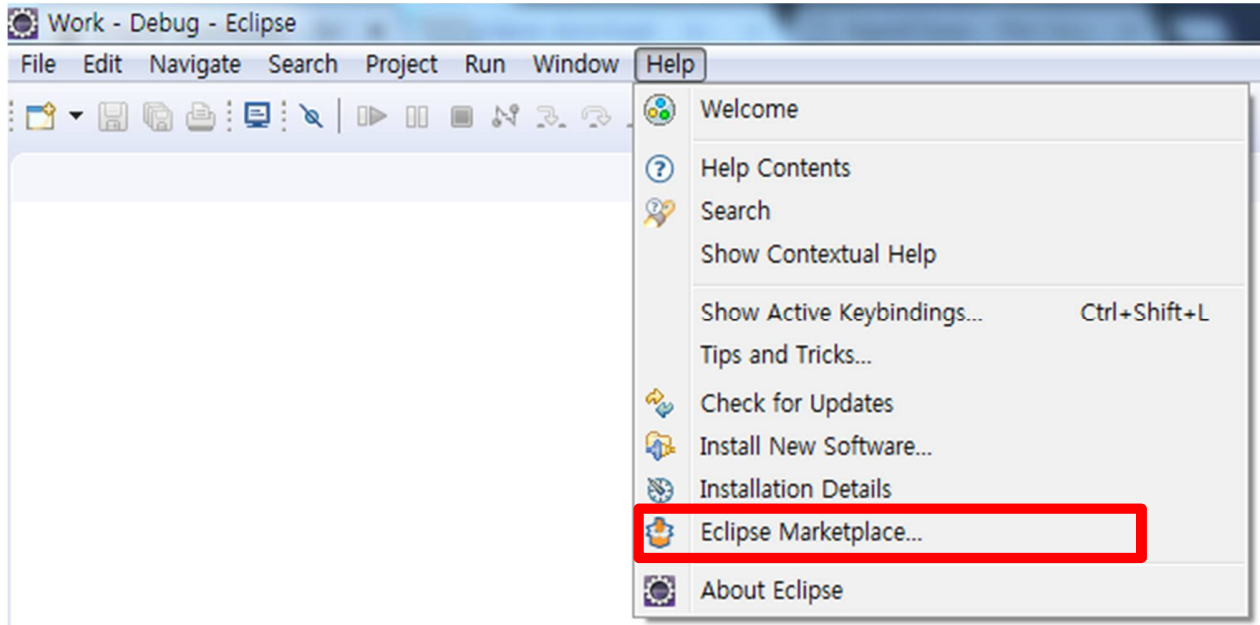 Work - Debug - Eclipse
File Edit Navigate Search Project Run Window Help
Welcome
Help Contents
Search
Show Contextual Help
Show Active Keybindings... Ctrl+Shift+L
Tips and Tricks...
Check for Updates
Install New Software...
Installation Details
Eclipse Marketplace...
About Eclipse